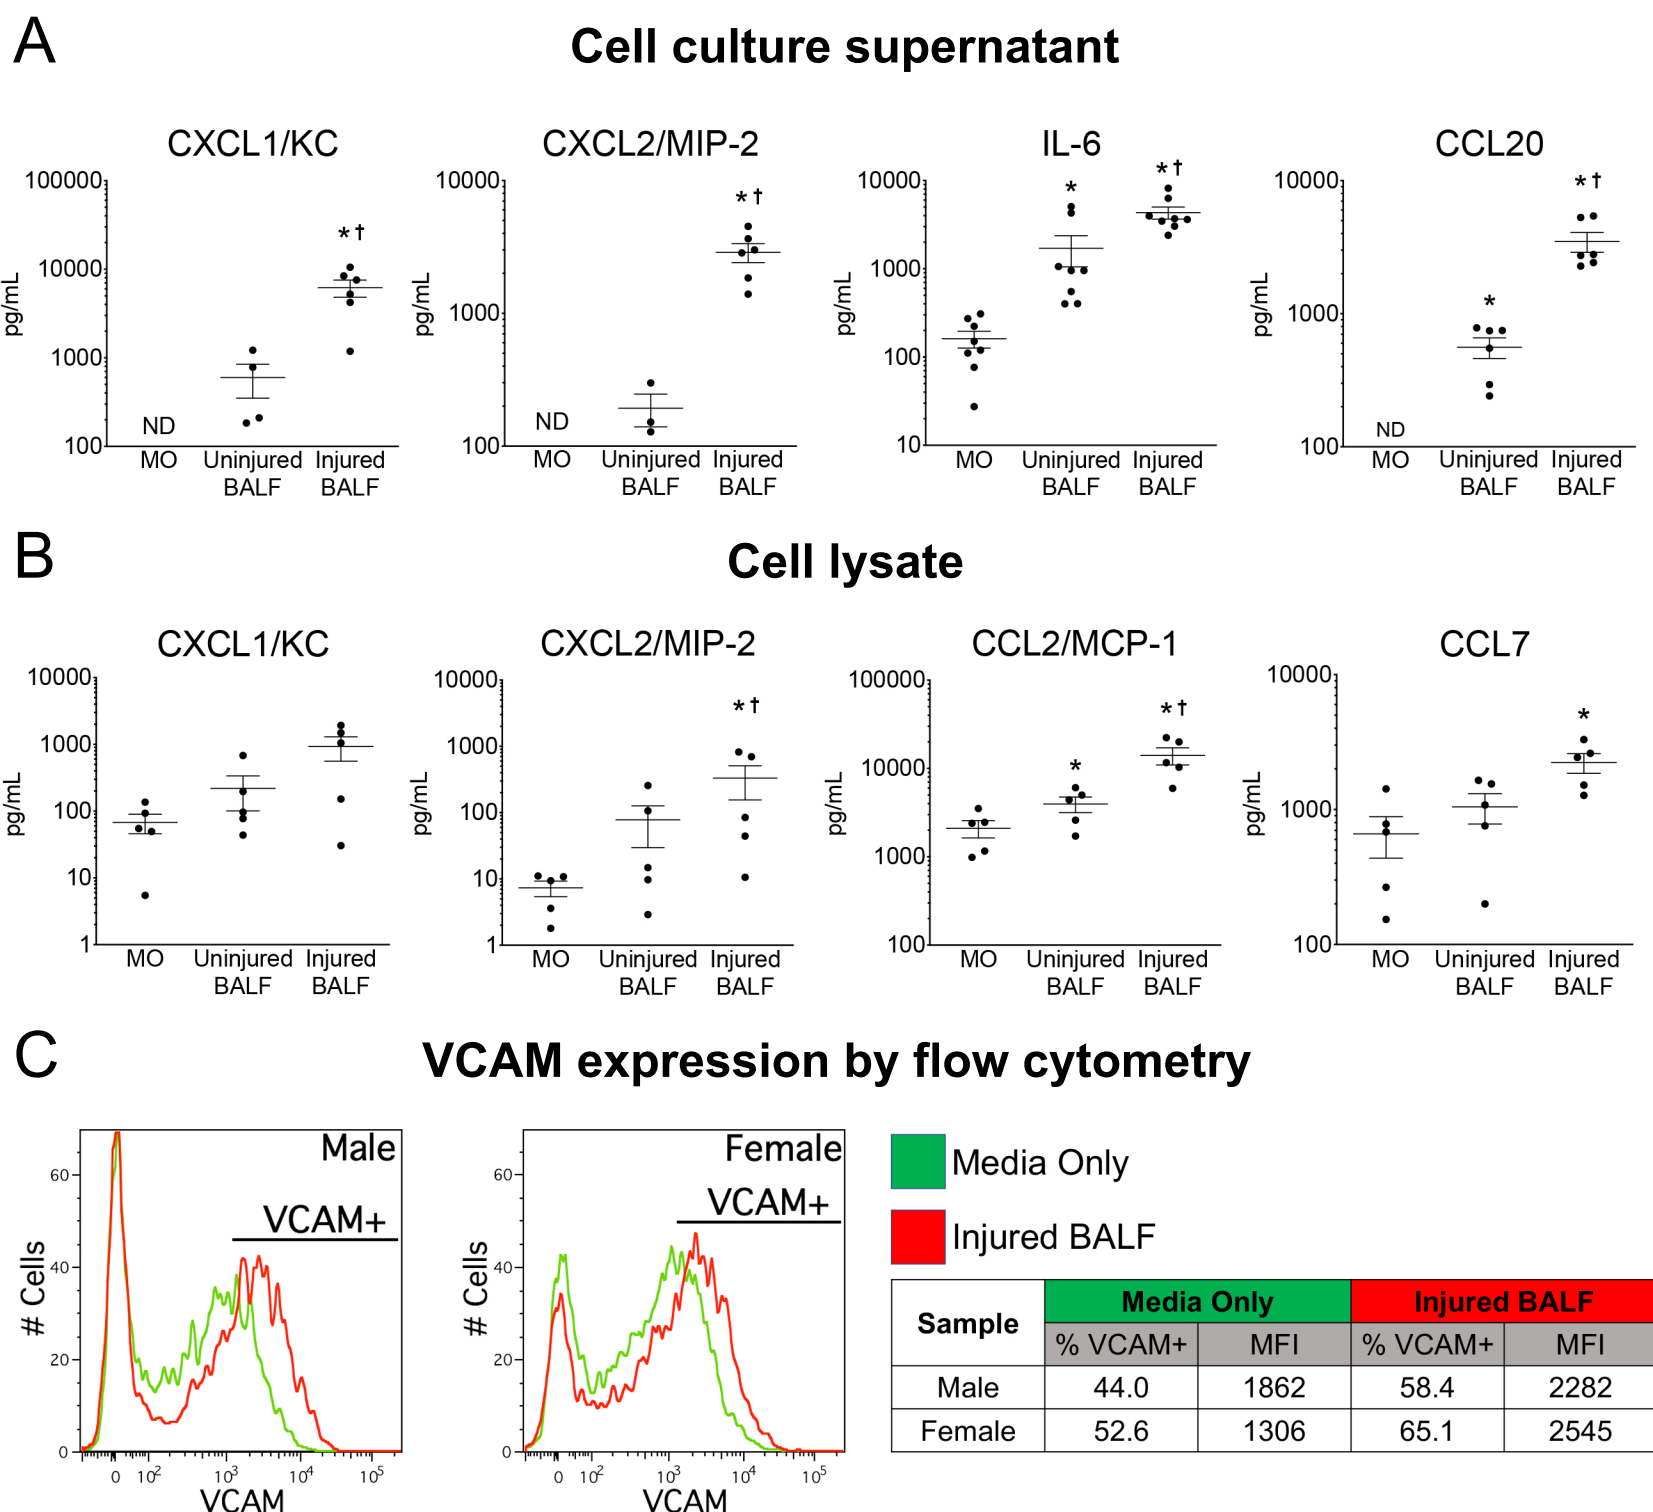 A
Cell culture supernatant
CXCL1/KC
CXCL2/MIP-2
IL-6
CCL20
pg/mL
100000
10000
1000
100
ND
*†
MO
Uninjured BALF
Injured BALF
pg/mL
10000
1000
100
ND
*†
MO
Uninjured BALF
Injured BALF
pg/mL
10000
1000
100
10
*
*†
MO
Uninjured BALF
Injured BALF
pg/mL
10000
1000
100
ND
*
*†
MO
Uninjured BALF
Injured BALF
B
Cell lysate
CXCL1/KC
CXCL2/MIP-2
CCL2/MCP-1
CCL7
pg/mL
10000
1000
100
10
1
MO
Uninjured BALF
Injured BALF
pg/mL
10000
1000
100
10
1
*†
MO
Uninjured BALF
Injured BALF
pg/mL
100000
10000
1000
100
*
*†
MO
Uninjured BALF
Injured BALF
pg/mL
10000
1000
100
*
MO
Uninjured BALF
Injured BALF
C
VCAM expression by flow cytometry
Male
VCAM+
# Cells
60
40
20
0
0 10² 10³ 10⁴ 10⁵
VCAM
Female
VCAM+
# Cells
60
40
20
0
0 10² 10³ 10⁴ 10⁵
VCAM
Media Only
Injured BALF
Sample Media Only Injured BALF
% VCAM+ MFI % VCAM+ MFI
Male 44.0 1862 58.4 2282
Female 52.6 1306 65.1 2545